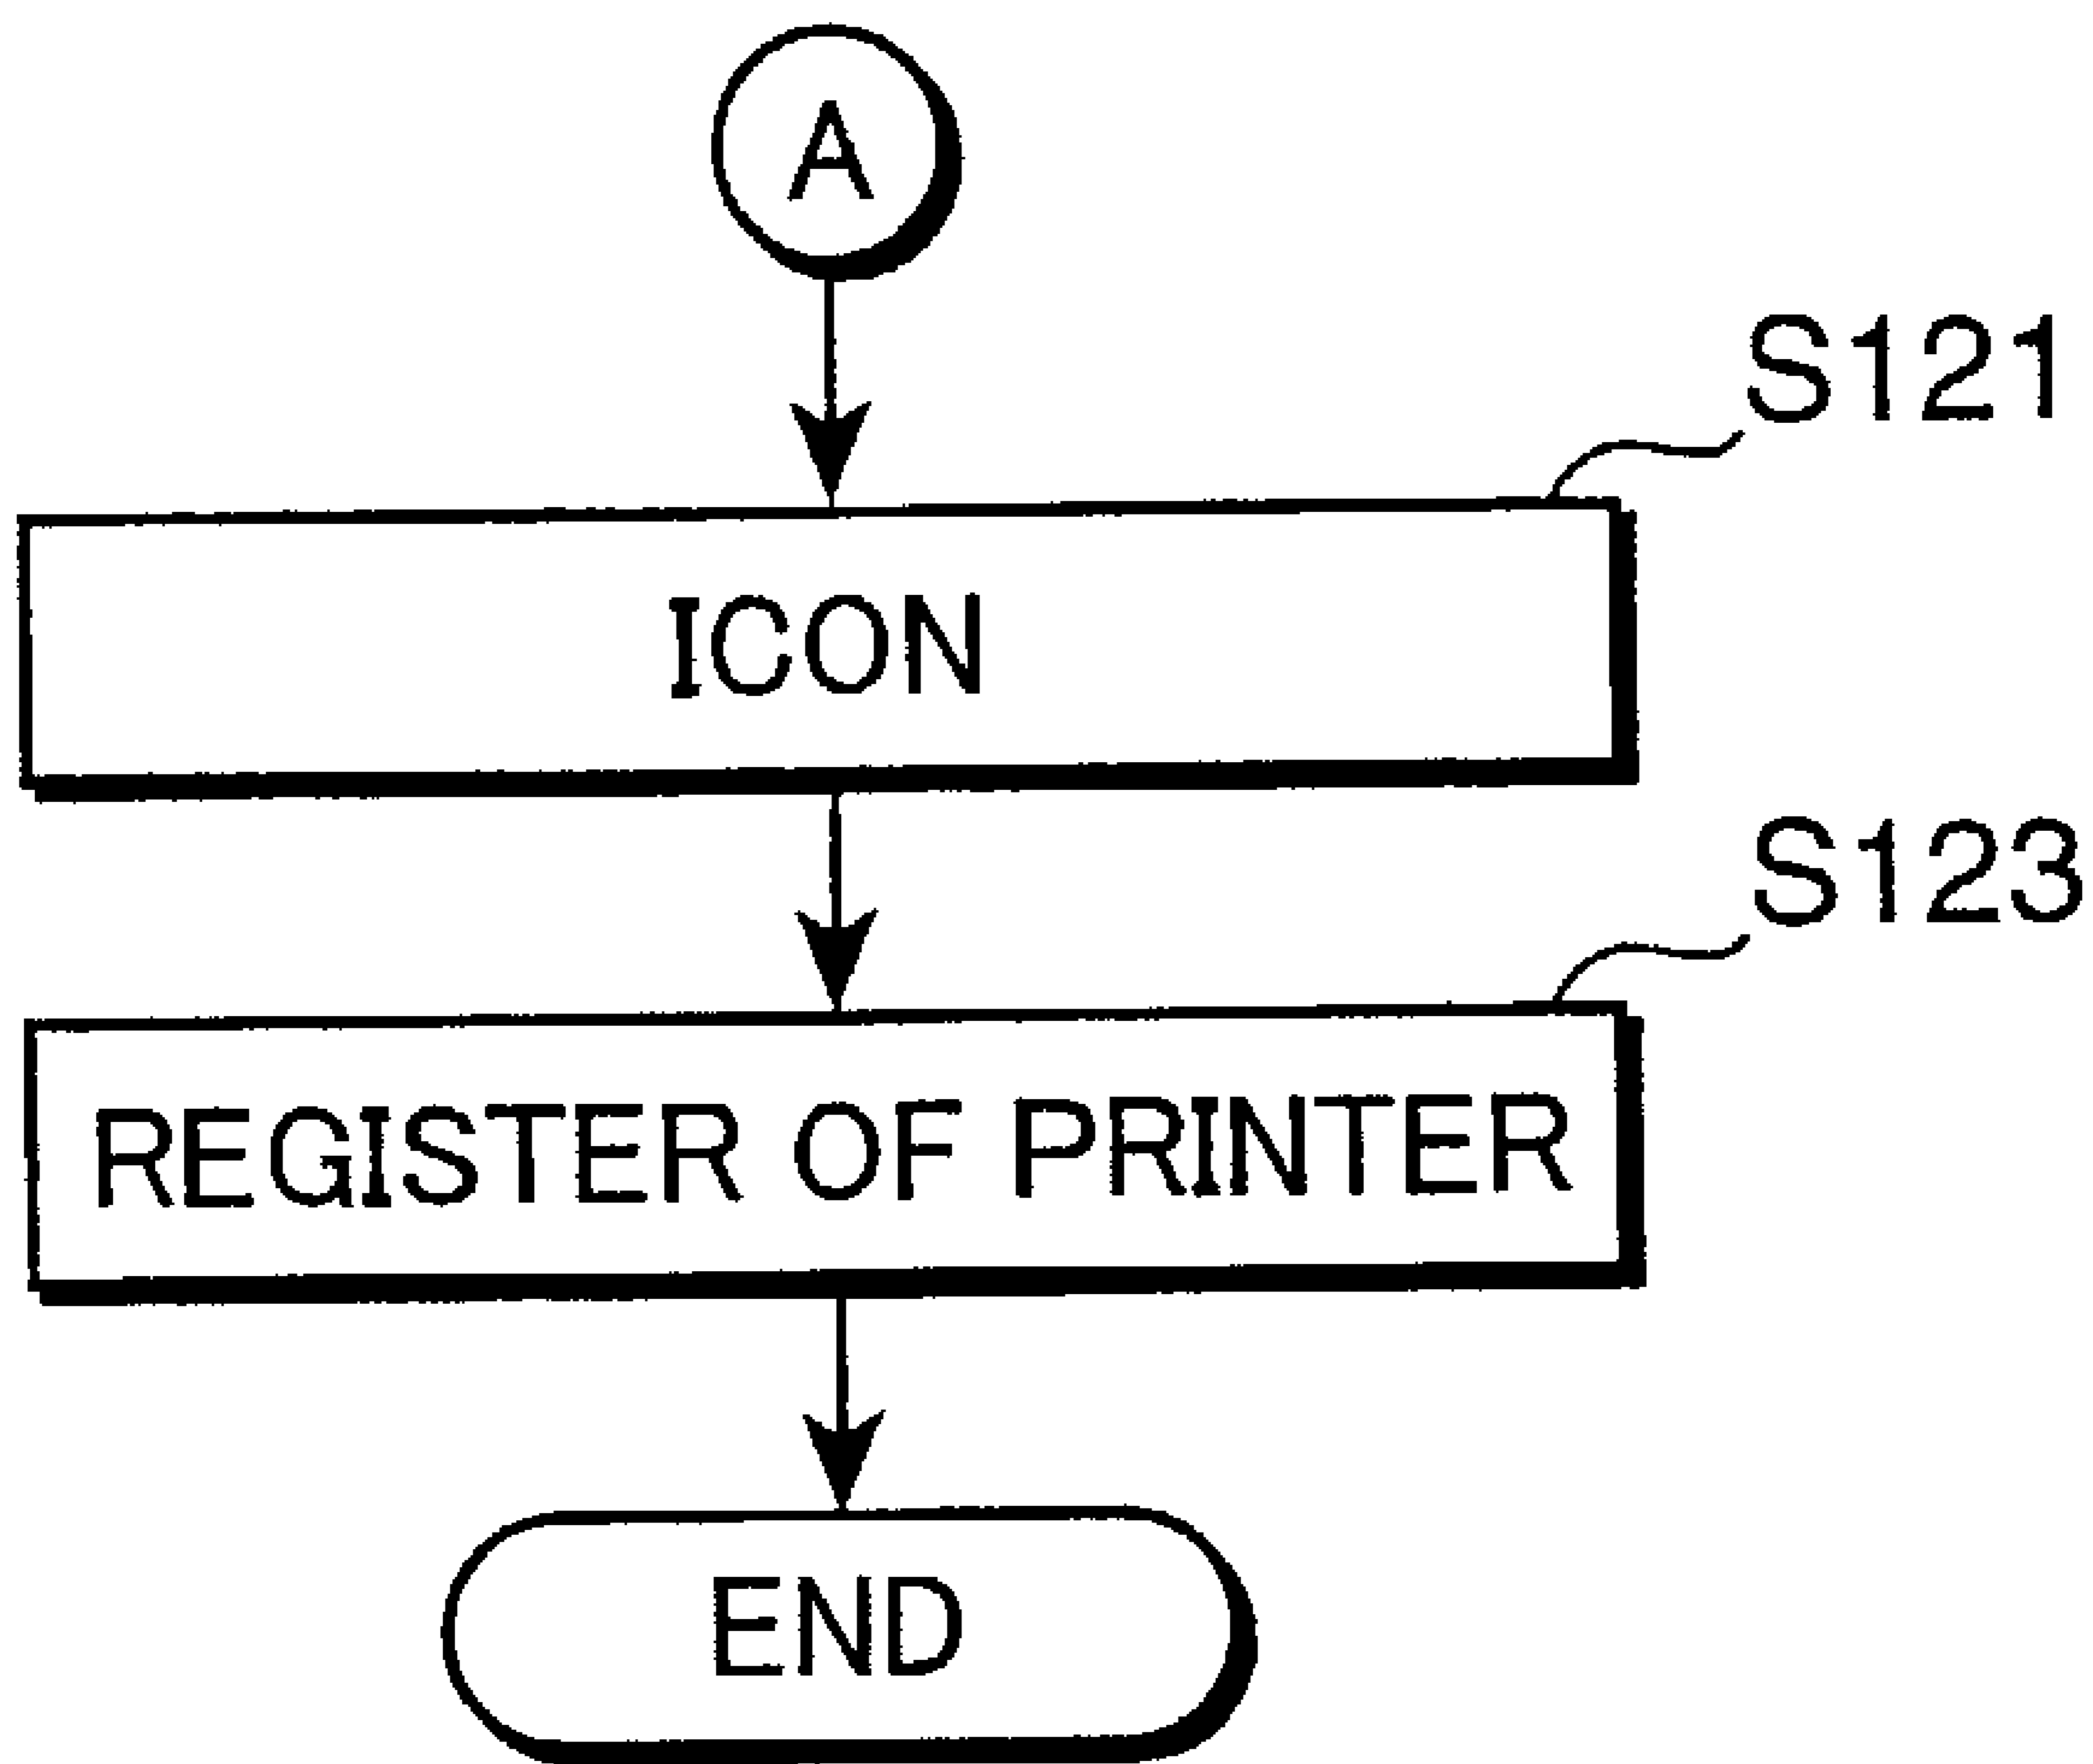 A
S121
ICON
S123
REGISTER OF PRINTER
END